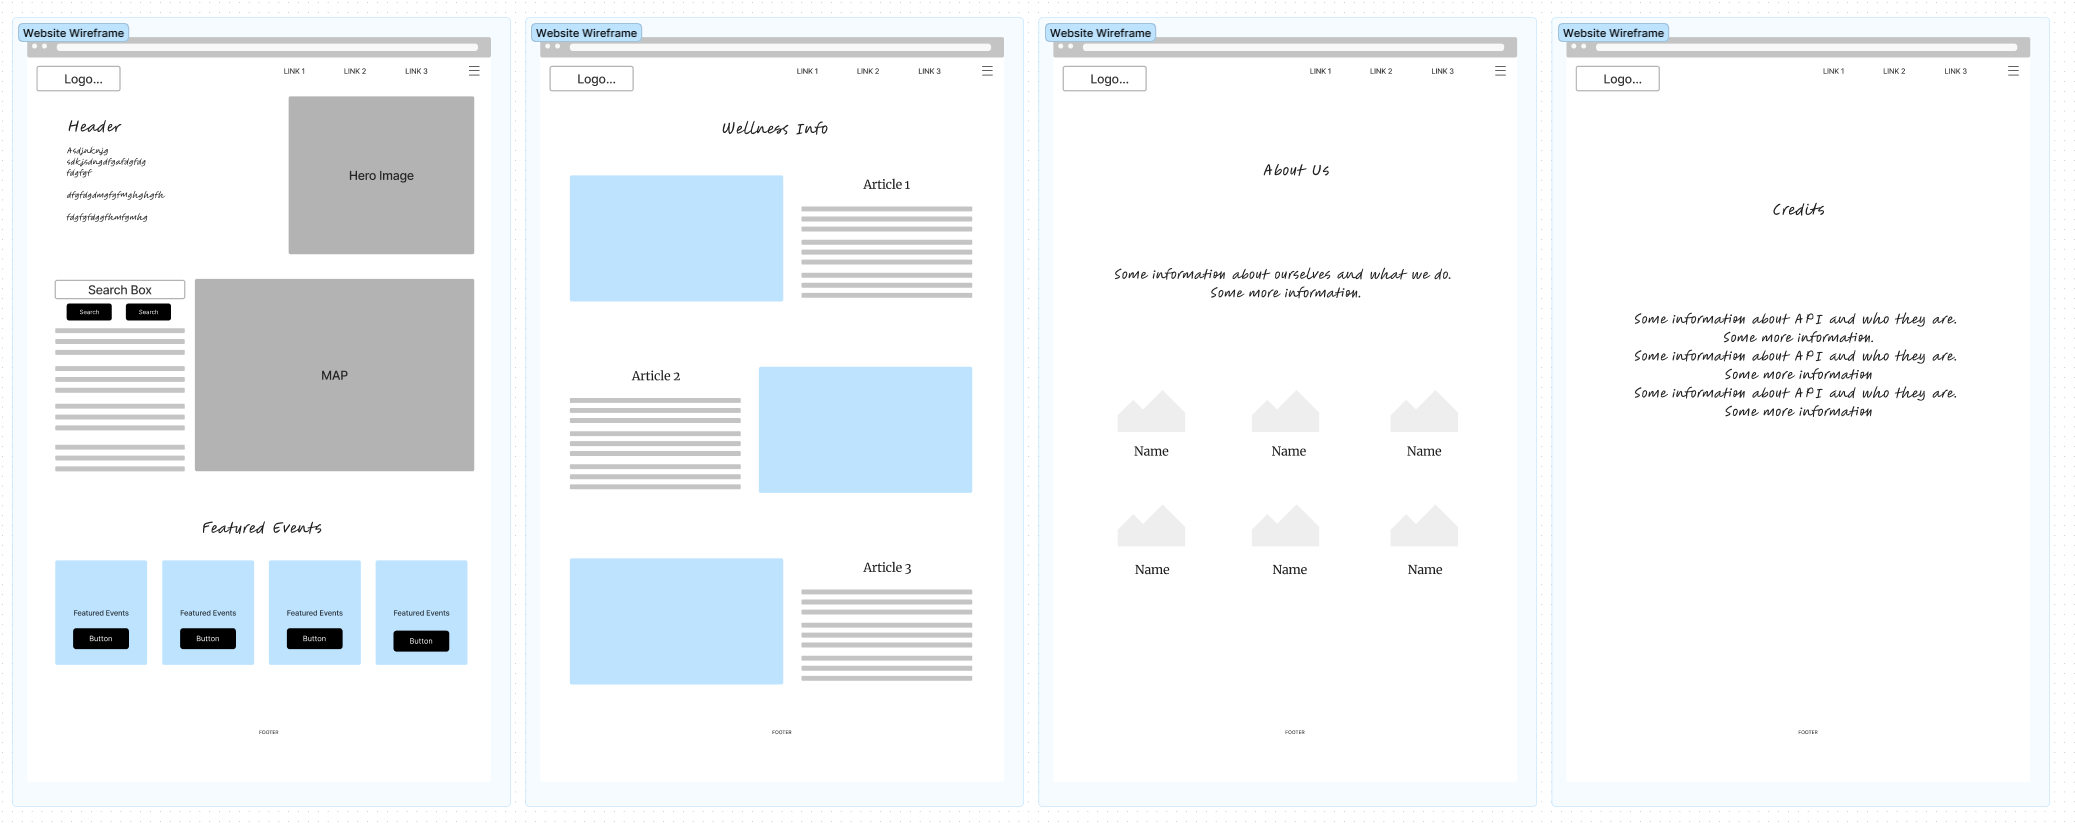 Website Wireframe
Logo...
LINK 1
LINK 2
LINK 3
Header
Asdjnknjg
sdkjsdngdfgafdgfdg
fdgfgf
dfgfdgdmgfgfmghghgfh
fdgfgfdggfhmfgmhg
Hero Image
Search Box
Search
Search
MAP
Featured Events
Featured Events
Button
Featured Events
Button
Featured Events
Button
Featured Events
Button
FOOTER
Website Wireframe
Logo...
LINK 1
LINK 2
LINK 3
Wellness Info
Article 1
Article 2
Article 3
FOOTER
Website Wireframe
Logo...
LINK 1
LINK 2
LINK 3
About Us
Some information about ourselves and what we do.
Some more information.
Name
Name
Name
Name
Name
Name
FOOTER
Website Wireframe
Logo...
LINK 1
LINK 2
LINK 3
Credits
Some information about API and who they are.
Some more information.
Some information about API and who they are.
Some more information
Some information about API and who they are.
Some more information
FOOTER